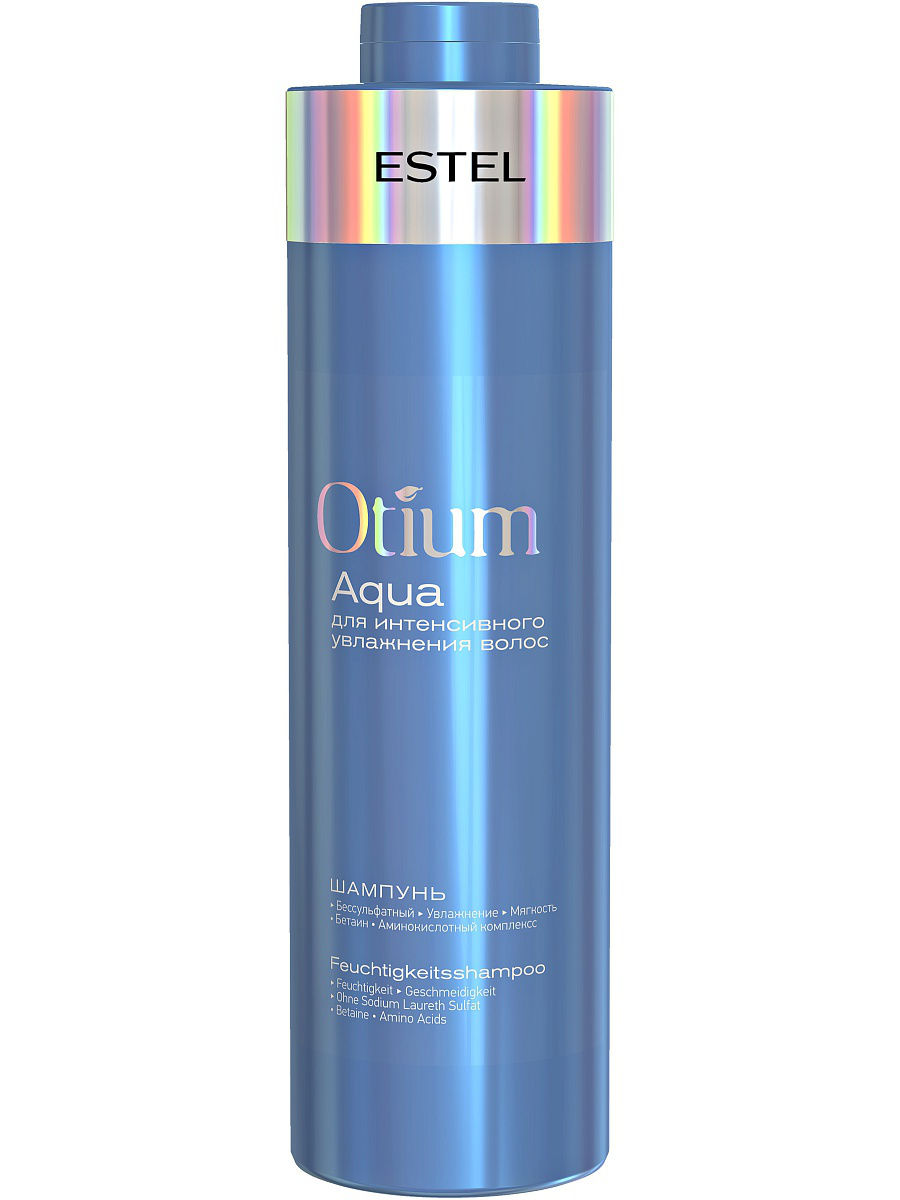 ESTEL
Otium
Aqua
для интенсивного
увлажнения волос
ШАМПУНЬ
▸ Бессульфатный ▸ Увлажнение ▸ Мягкость
• Бетаин • Аминокислотный комплексс
Feuchtigkeitsshampoo
▸ Feuchtigkeit ▸ Geschmeidigkeit
▸ Ohne Sodium Laureth Sulfat
• Betaine • Amino Acids